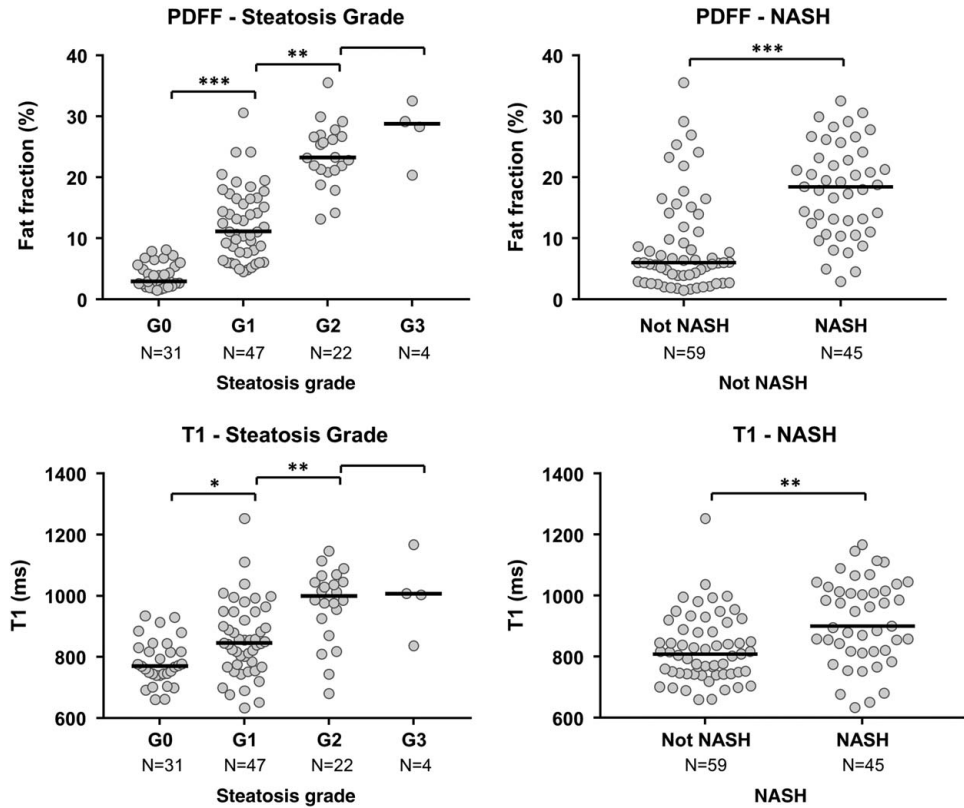 PDFF - Steatosis Grade
40
30
20
10
0
Fat fraction (%)
***
**
G0 G1 G2 G3
N=31 N=47 N=22 N=4
Steatosis grade
PDFF - NASH
40
30
20
10
0
Fat fraction (%)
***
Not NASH NASH
N=59 N=45
Not NASH
T1 - Steatosis Grade
1400
1200
1000
800
600
T1 (ms)
*
**
G0 G1 G2 G3
N=31 N=47 N=22 N=4
Steatosis grade
T1 - NASH
1400
1200
1000
800
600
T1 (ms)
**
Not NASH NASH
N=59 N=45
NASH